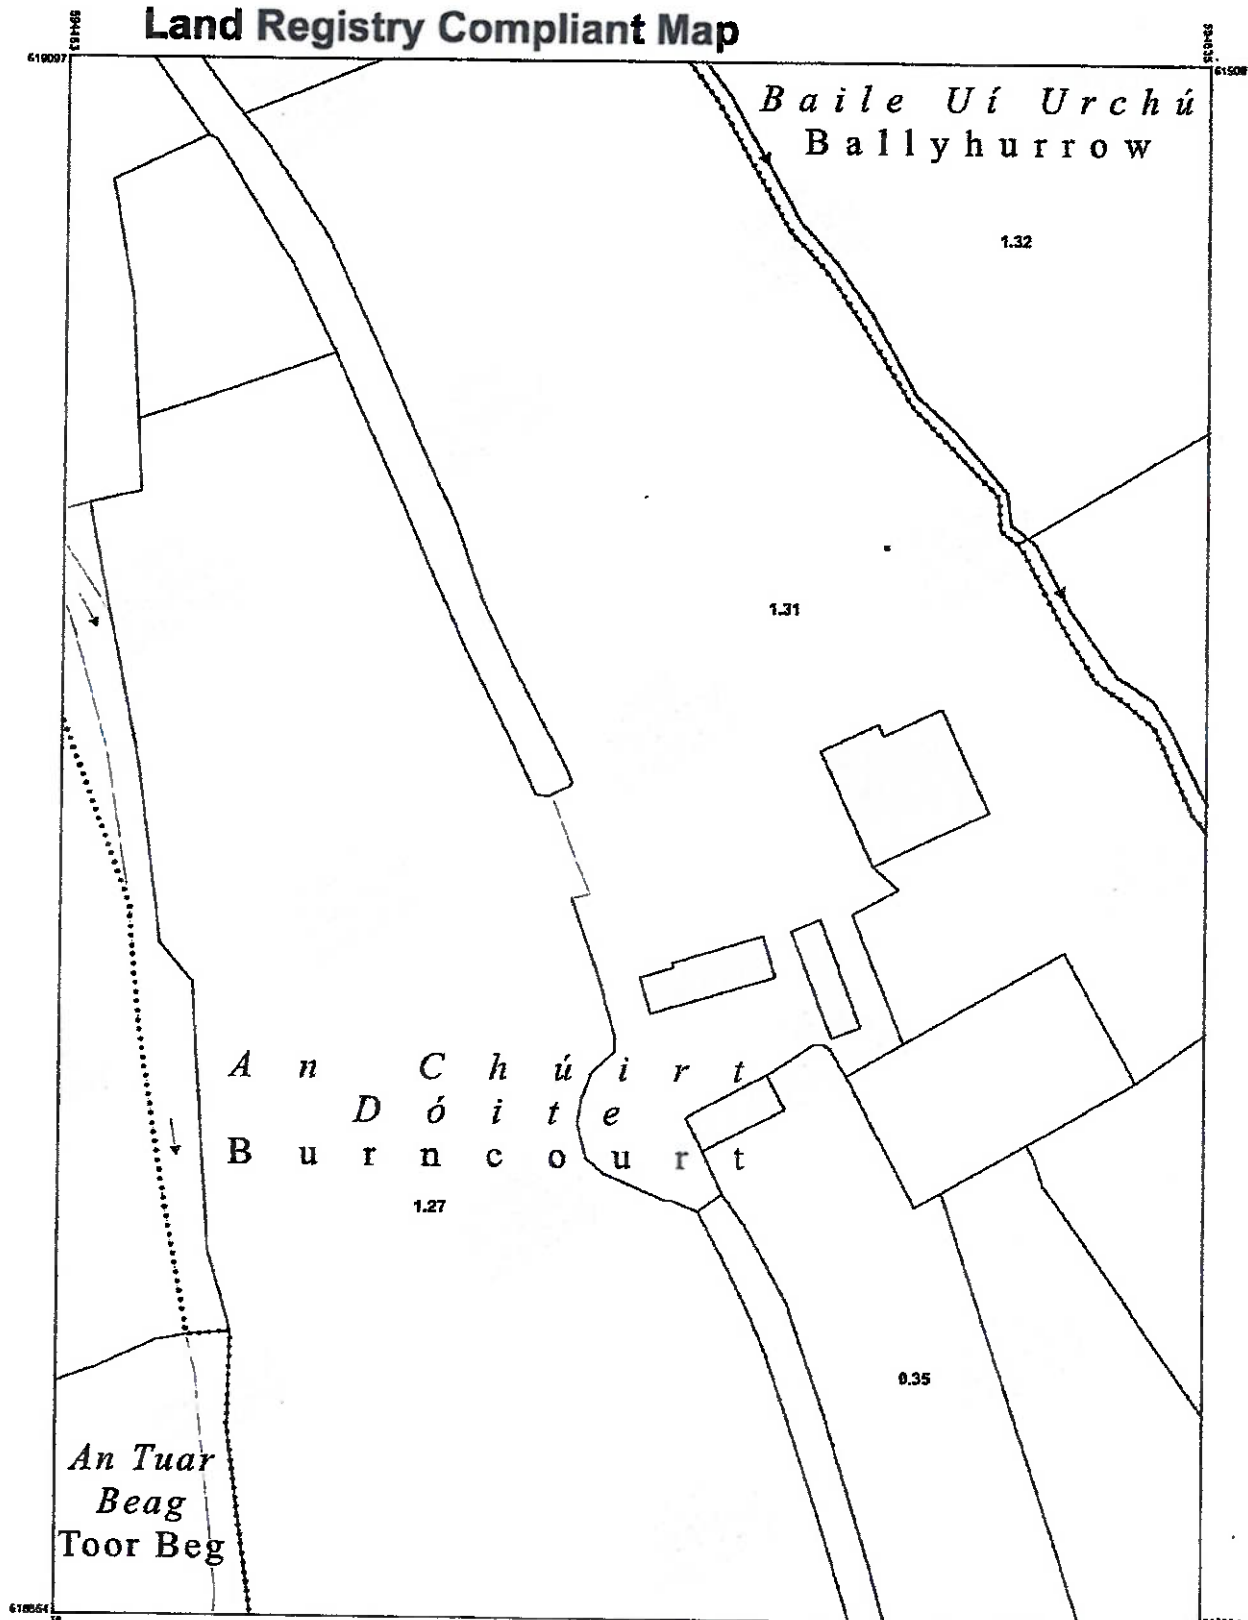 Land Registry Compliant Map
Baile Uí Urchú
Ballyhurrow
1.32
1.31
An Chúirt
Dóite
Burncourt
1.27
0.35
An Tuar
Beag
Toor Beg